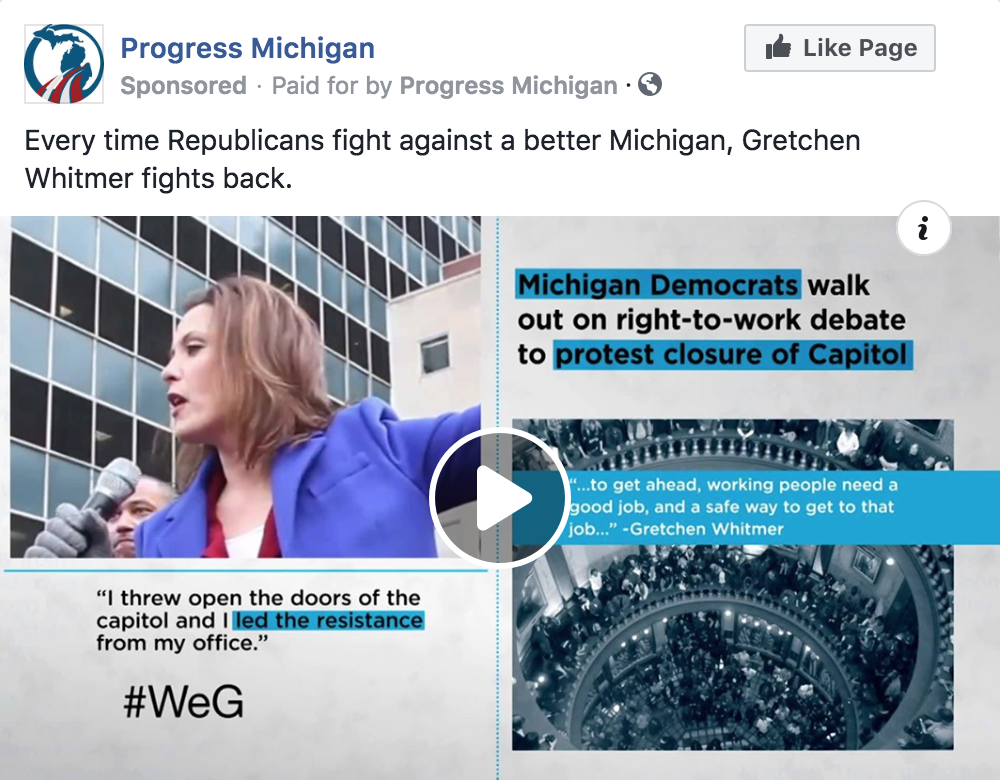 Progress Michigan
Sponsored · Paid for by Progress Michigan ·
Like Page
Every time Republicans fight against a better Michigan, Gretchen
Whitmer fights back.
i
“I threw open the doors of the
capitol and I led the resistance
from my office.”
#WeG
Michigan Democrats walk
out on right-to-work debate
to protest closure of Capitol
“...to get ahead, working people need a
good job, and a safe way to get to that
job...” -Gretchen Whitmer